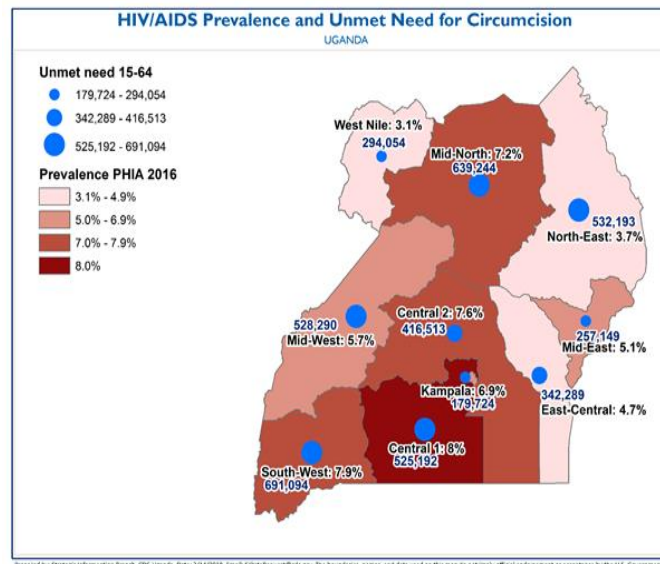 HIV/AIDS Prevalence and Unmet Need for Circumcision
UGANDA
Unmet need 15-64
179,724 - 294,054
342,289 - 416,513
525,192 - 691,094
Prevalence PHIA 2016
3.1% - 4.9%
5.0% - 6.9%
7.0% - 7.9%
8.0%
West Nile: 3.1%
294,054
Mid-North: 7.2%
639,244
532,193
North-East: 3.7%
528,290
Mid-West: 5.7%
Central 2: 7.6%
416,513
257,149
Mid-East: 5.1%
Kampala: 6.9%
179,724
342,289
East-Central: 4.7%
Central 1: 8%
525,192
South-West: 7.9%
691,094